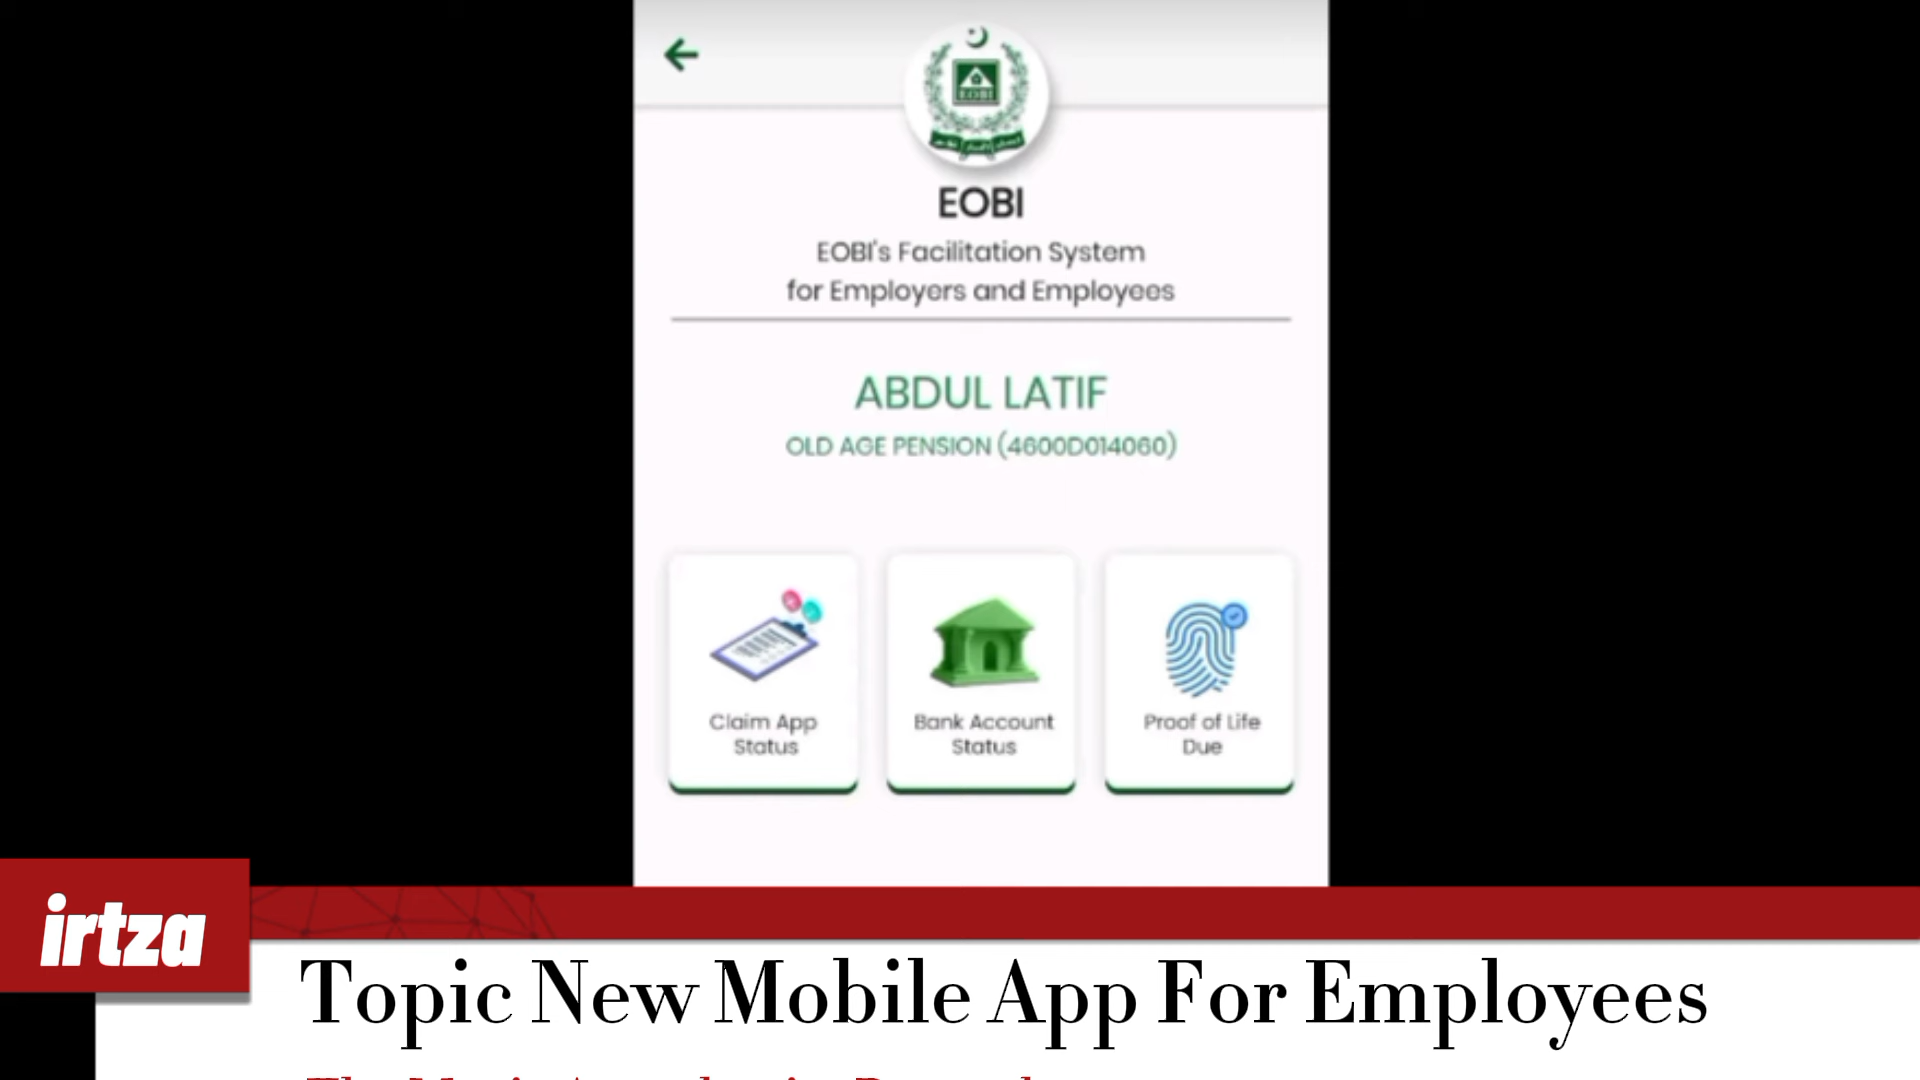 EOBI
EOBI
EOBI's Facilitation System
for Employers and Employees
ABDUL LATIF
OLD AGE PENSION (4600D014060)
Claim App
Status
Bank Account
Status
Proof of Life
Due
irtza
Topic New Mobile App For Employees